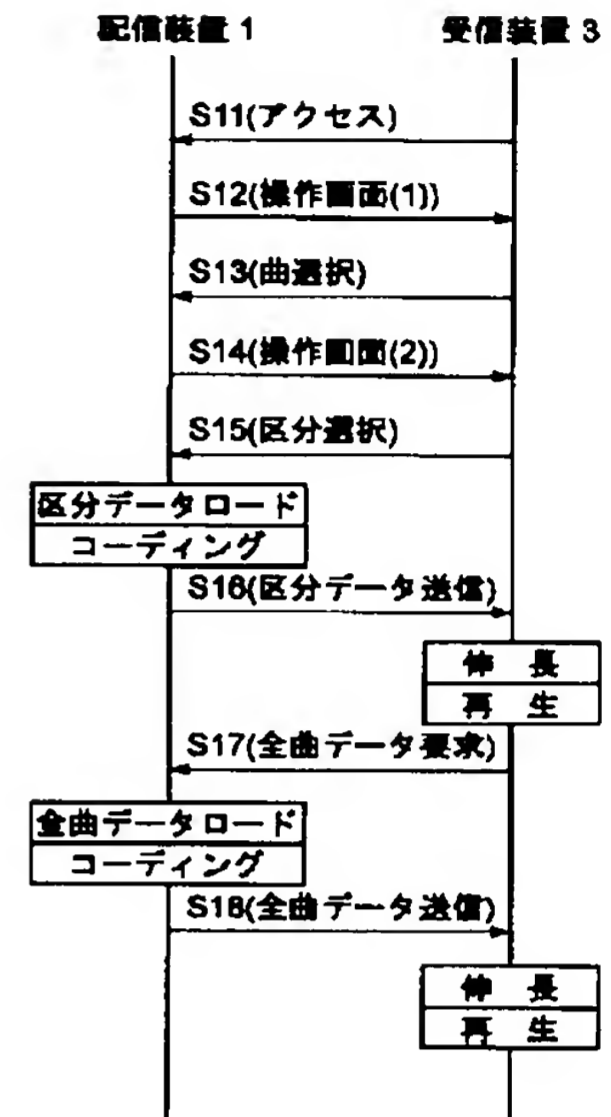 配信装置 1
受信装置 3
S11(アクセス)
S12(操作画面(1))
S13(曲選択)
S14(操作画面(2))
S15(区分選択)
区分データロード
コーディング
S16(区分データ送信)
伸 長
再 生
S17(全曲データ要求)
全曲データロード
コーディング
S18(全曲データ送信)
伸 長
再 生